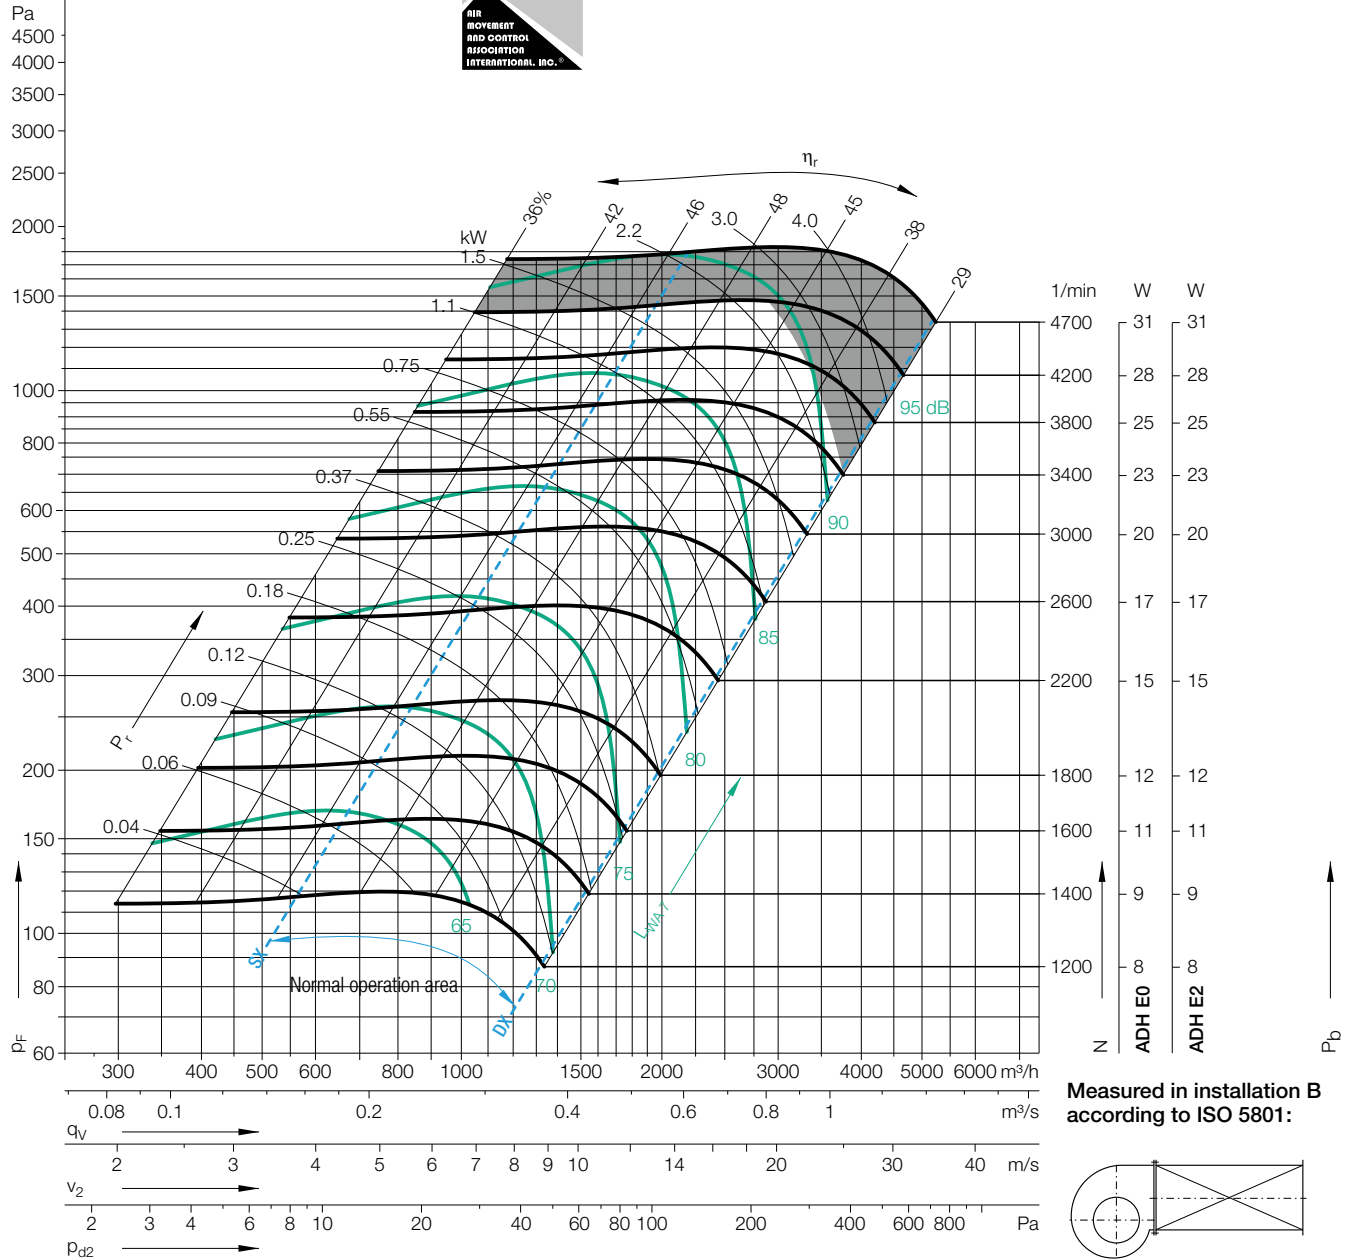 Pa
AIR
MOVEMENT
AND CONTROL
ASSOCIATION
INTERNATIONAL, INC.®
4500
4000
3500
3000
2500
2000
1500
1000
800
600
500
400
300
200
150
100
80
60
pF
ηr
36%
42
46
48
45
38
29
kW
1.5
2.2
3.0
4.0
1.1
0.75
0.55
0.37
0.25
0.18
0.12
0.09
0.06
0.04
Pr
95 dB
90
85
80
75
70
65
LWA 7
SX
DX
Normal operation area
1/min W W
4700 31 31
4200 28 28
3800 25 25
3400 23 23
3000 20 20
2600 17 17
2200 15 15
1800 12 12
1600 11 11
1400 9 9
1200 8 8
N ADH E0 ADH E2 Pb
300 400 500 600 800 1000 1500 2000 3000 4000 5000 6000 m³/h
0.08 0.1 0.2 0.4 0.6 0.8 1 m³/s
qV
2 3 4 5 6 7 8 9 10 14 20 30 40 m/s
v2
2 3 4 6 8 10 20 40 60 80 100 200 400 600 800 Pa
pd2
Measured in installation B
according to ISO 5801: